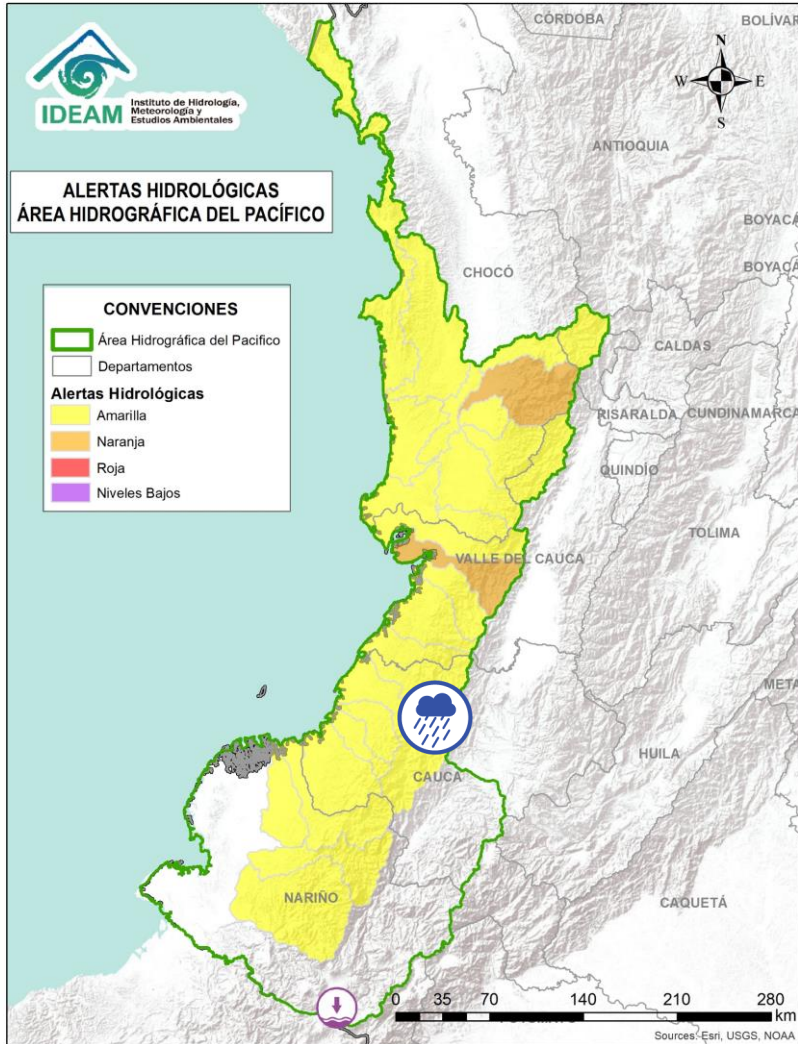 IDEAM
Instituto de Hidrología,
Meteorología y
Estudios Ambientales
CÓRDOBA
BOLÍVAR
N
W
E
S
ANTIOQUIA
ALERTAS HIDROLÓGICAS
ÁREA HIDROGRÁFICA DEL PACÍFICO
BOYACÁ
CHOCÓ
BOYACÁ
CONVENCIONES
Área Hidrográfica del Pacífico
Departamentos
Alertas Hidrológicas
Amarilla
Naranja
Roja
Niveles Bajos
CALDAS
RISARALDA
CUNDINAMARCA
QUINDÍO
TOLIMA
VALLE DEL CAUCA
META
HUILA
CAUCA
NARIÑO
CAQUETÁ
0 35 70 140 210 280
km
Sources: Esri, USGS, NOAA